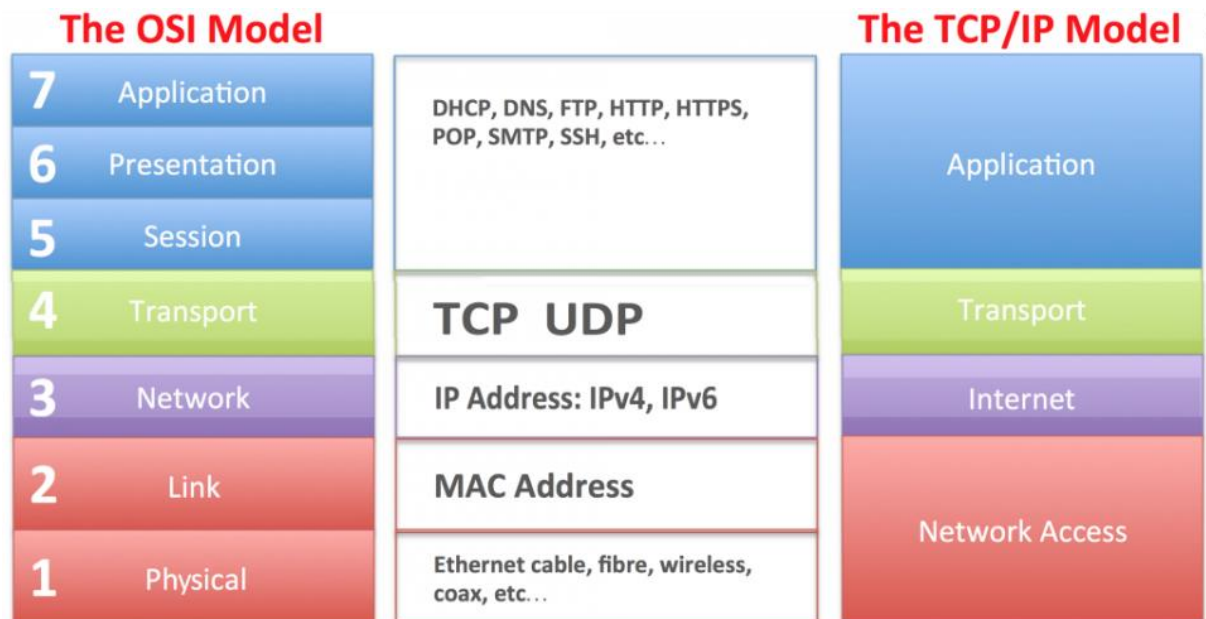 The OSI Model
The TCP/IP Model
7 Application
6 Presentation
5 Session
4 Transport
3 Network
2 Link
1 Physical
DHCP, DNS, FTP, HTTP, HTTPS,
POP, SMTP, SSH, etc...
TCP UDP
IP Address: IPv4, IPv6
MAC Address
Ethernet cable, fibre, wireless,
coax, etc...
Application
Transport
Internet
Network Access